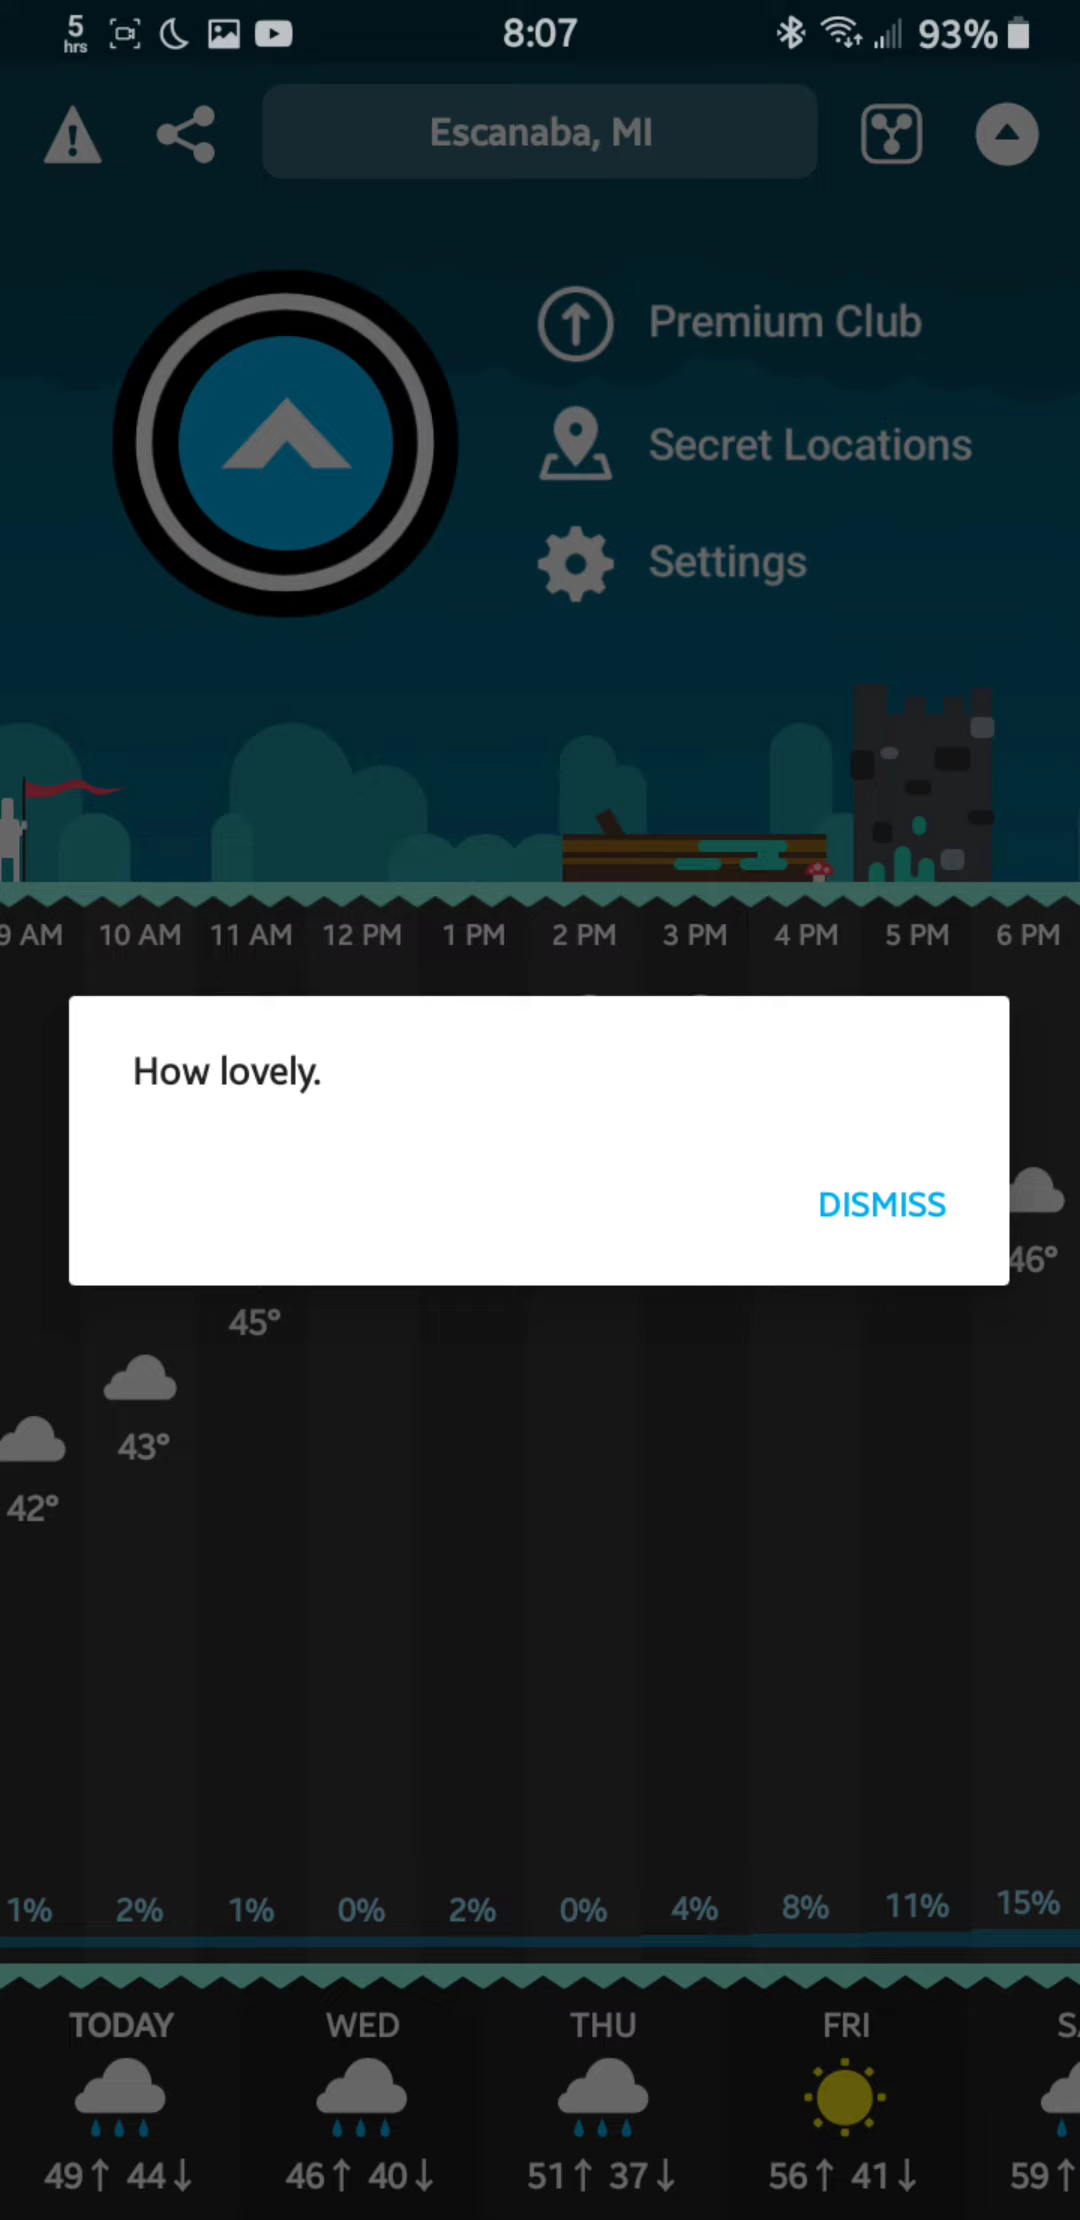 5 hrs 8:07 93%
Escanaba, MI
Premium Club
Secret Locations
Settings
9 AM 10 AM 11 AM 12 PM 1 PM 2 PM 3 PM 4 PM 5 PM 6 PM
How lovely.
DISMISS
46°
45°
43°
42°
1% 2% 1% 0% 2% 0% 4% 8% 11% 15%
TODAY WED THU FRI
49↑ 44↓ 46↑ 40↓ 51↑ 37↓ 56↑ 41↓ 59↑